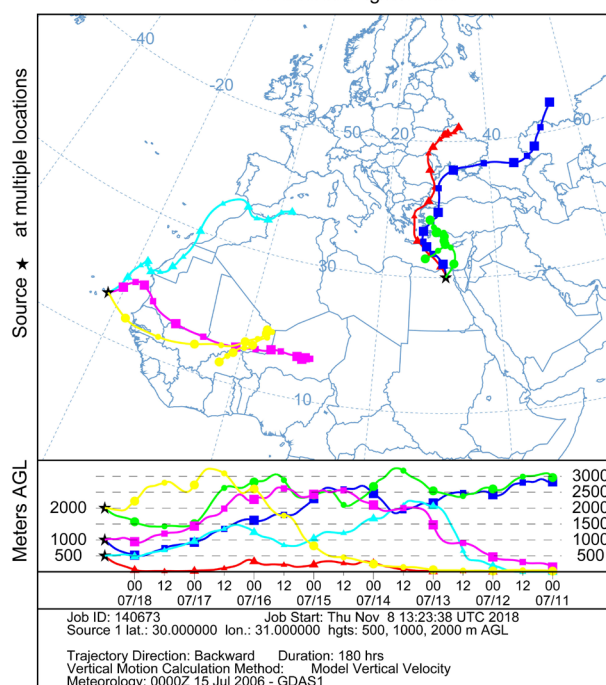 -40
-20
50
20
40
60
30
10
Source ★ at multiple locations
Meters AGL
3000
2500
2000 2000
1500
1000 1000
500 500
00 12 00 12 00 12 00 12 00 12 00 12 00 12 00
07/18 07/17 07/16 07/15 07/14 07/13 07/12 07/11
Job ID: 140673 Job Start: Thu Nov 8 13:23:38 UTC 2018
Source 1 lat.: 30.000000 lon.: 31.000000 hgts: 500, 1000, 2000 m AGL
Trajectory Direction: Backward Duration: 180 hrs
Vertical Motion Calculation Method: Model Vertical Velocity
Meteorology: 0000Z 15 Jul 2006 - GDAS1